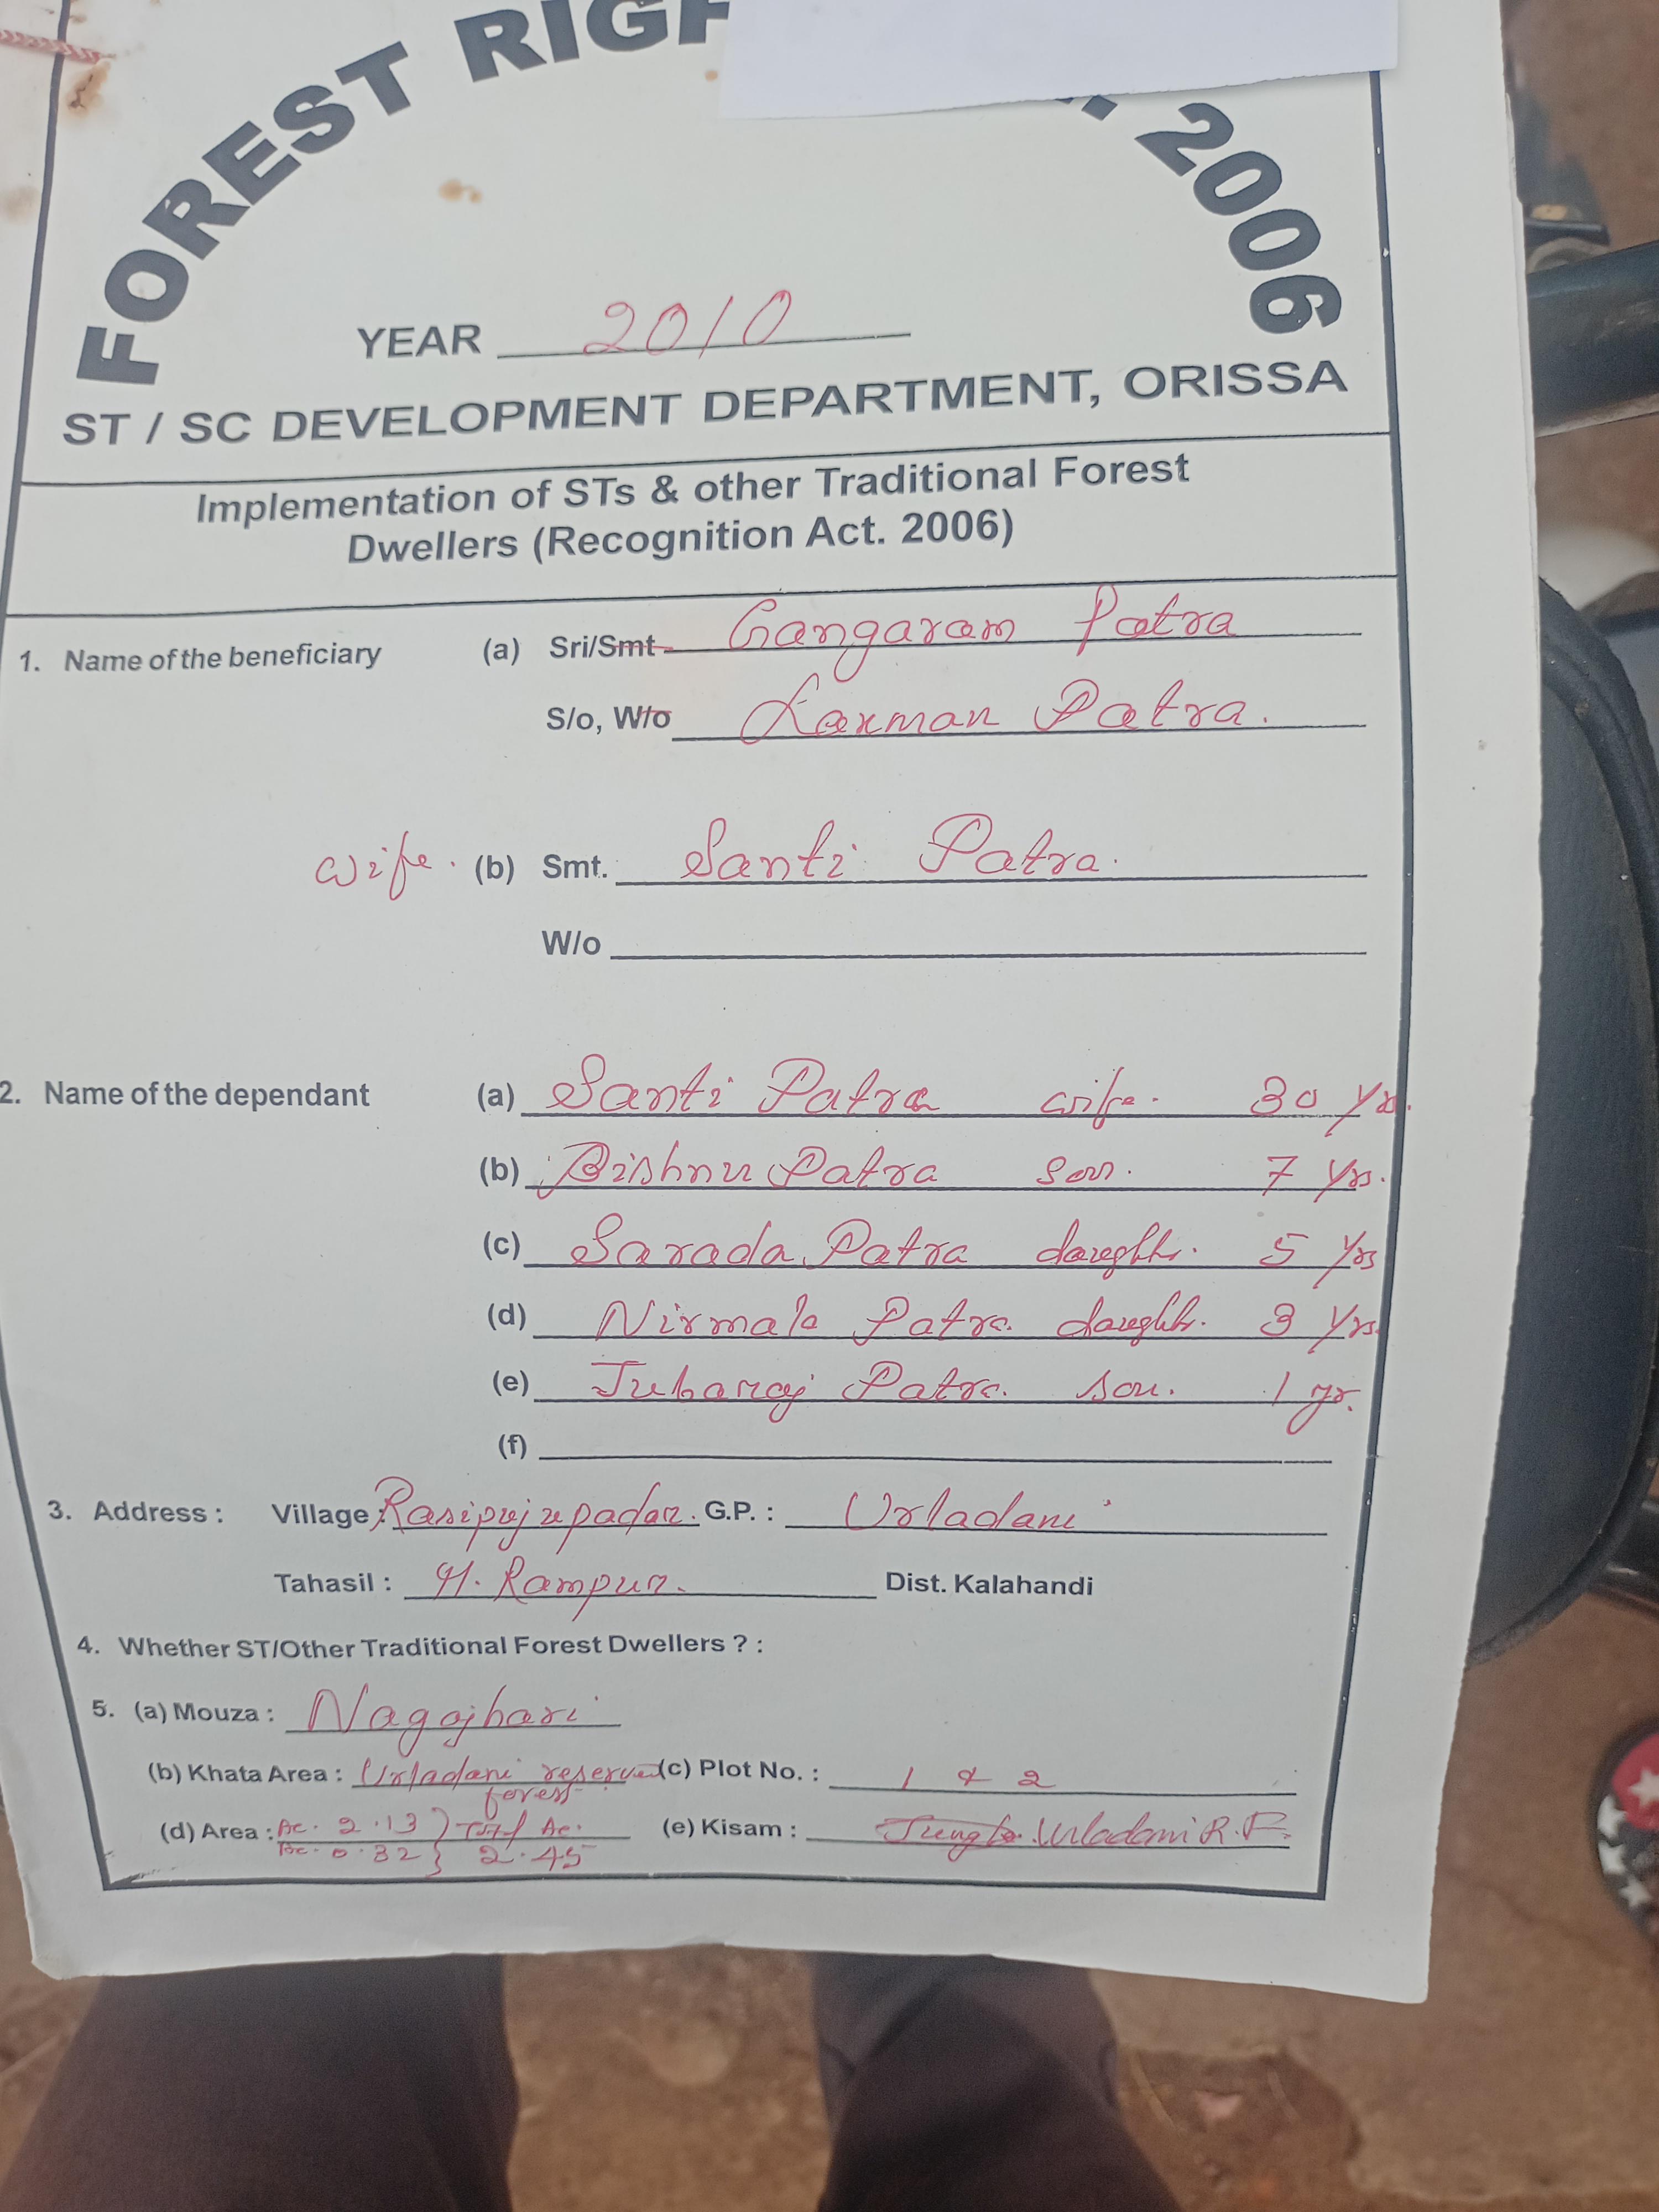 FOREST RIGH 2006
YEAR 2010
ST / SC DEVELOPMENT DEPARTMENT, ORISSA
Implementation of STs & other Traditional Forest
Dwellers (Recognition Act. 2006)
1. Name of the beneficiary (a) Sri/Smt Gangaram Patra
S/o, W/o Laxman Patra.
wife. (b) Smt. Santi Patra.
W/o
2. Name of the dependant (a) Santi Patra wife. 30 Yrs.
(b) Bishnu Patra son. 7 Yrs.
(c) Sarada Patra daughtr. 5 Yrs
(d) Nirmala Patra daughtr. 3 Yrs.
(e) Jubaraj Patra. son. 1 yr.
(f)
3. Address : Village : Rasipujupadar. G.P. : Urladani
Tahasil : M. Rampur. Dist. Kalahandi
4. Whether ST/Other Traditional Forest Dwellers ? :
5. (a) Mouza : Nagajhari
(b) Khata Area : Urladani reserved (c) Plot No. : 1 & 2
forest
(d) Area : Ac. 2.13 } Total Ac. (e) Kisam : Jungle Urladani R.F.
Ac. 0.32 } 2.45